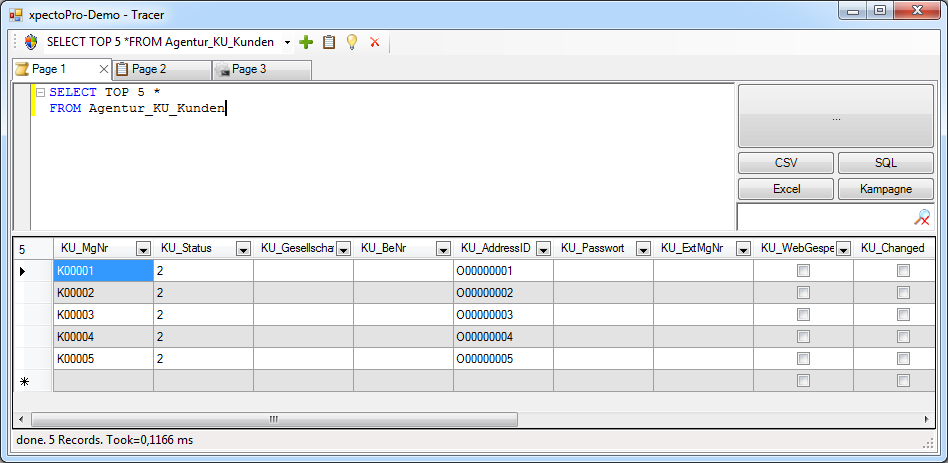 xpectoPro-Demo - Tracer
SELECT TOP 5 *FROM Agentur_KU_Kunden
Page 1 Page 2 Page 3
SELECT TOP 5 *
FROM Agentur_KU_Kunden
...
CSV SQL
Excel Kampagne
5 KU_MgNr KU_Status KU_Gesellscha KU_BeNr KU_AddressID KU_Passwort KU_ExtMgNr KU_WebGespe KU_Changed
K00001 2 O00000001
K00002 2 O00000002
K00003 2 O00000003
K00004 2 O00000004
K00005 2 O00000005
done. 5 Records. Took=0,1166 ms